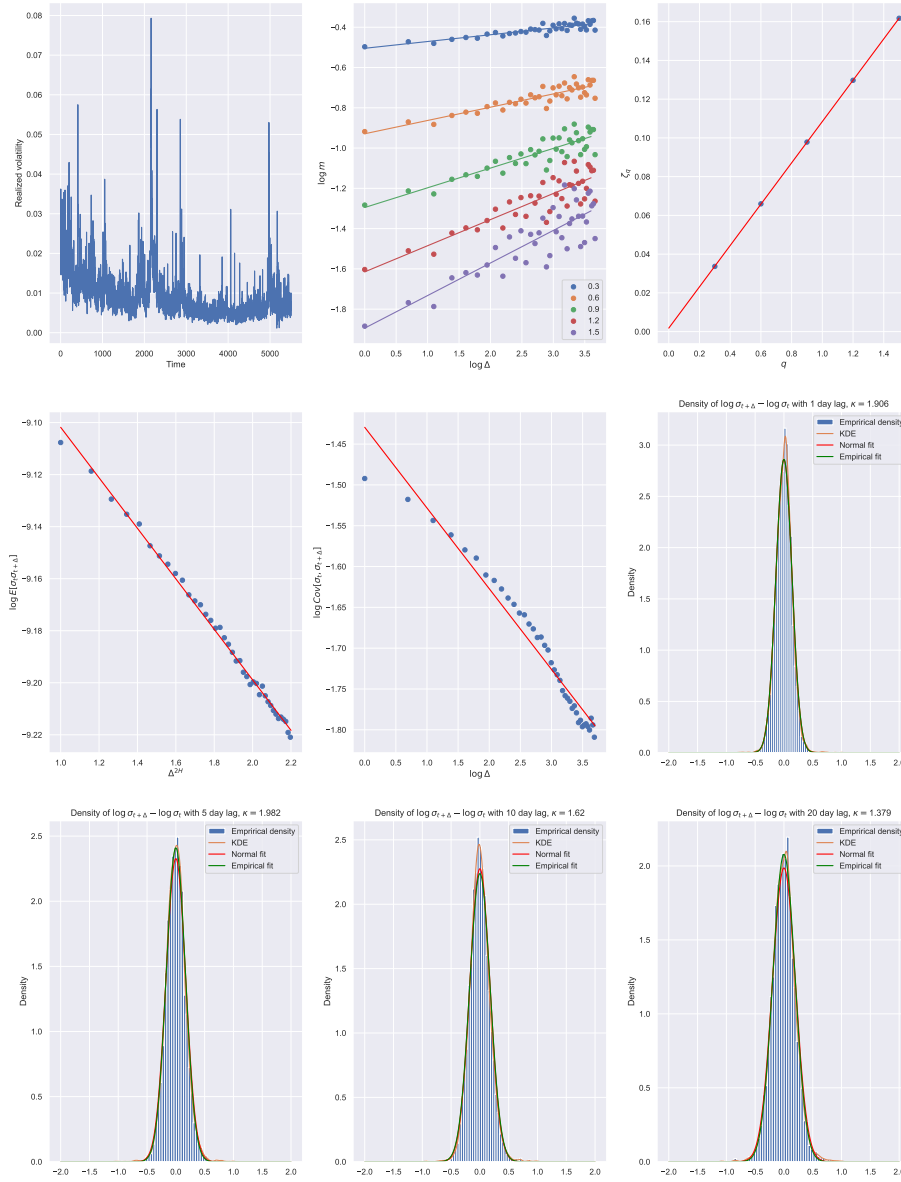 0.08
0.07
0.06
0.05
0.04
0.03
0.02
0.01
0.00
Realized volatility
0 1000 2000 3000 4000 5000
Time
−0.4
−0.6
−0.8
−1.0
−1.2
−1.4
−1.6
−1.8
log m
0.3
0.6
0.9
1.2
1.5
0.0 0.5 1.0 1.5 2.0 2.5 3.0 3.5
log Δ
0.16
0.14
0.12
0.10
0.08
0.06
0.04
0.02
0.00
ζq
0.0 0.2 0.4 0.6 0.8 1.0 1.2 1.4
q
−9.10
−9.12
−9.14
−9.16
−9.18
−9.20
−9.22
log E[σtσt+Δ]
1.0 1.2 1.4 1.6 1.8 2.0 2.2
Δ^2H
−1.45
−1.50
−1.55
−1.60
−1.65
−1.70
−1.75
−1.80
log Cov[σt, σt+Δ]
0.0 0.5 1.0 1.5 2.0 2.5 3.0 3.5
log Δ
Density of log σt+Δ − log σt with 1 day lag, κ = 1.906
Emprirical density
KDE
Normal fit
Empirical fit
3.0
2.5
2.0
1.5
1.0
0.5
0.0
Density
−2.0 −1.5 −1.0 −0.5 0.0 0.5 1.0 1.5 2.0
Density of log σt+Δ − log σt with 5 day lag, κ = 1.982
Emprirical density
KDE
Normal fit
Empirical fit
2.5
2.0
1.5
1.0
0.5
0.0
Density
−2.0 −1.5 −1.0 −0.5 0.0 0.5 1.0 1.5 2.0
Density of log σt+Δ − log σt with 10 day lag, κ = 1.62
Emprirical density
KDE
Normal fit
Empirical fit
2.5
2.0
1.5
1.0
0.5
0.0
Density
−2.0 −1.5 −1.0 −0.5 0.0 0.5 1.0 1.5 2.0
Density of log σt+Δ − log σt with 20 day lag, κ = 1.379
Emprirical density
KDE
Normal fit
Empirical fit
2.0
1.5
1.0
0.5
0.0
Density
−2.0 −1.5 −1.0 −0.5 0.0 0.5 1.0 1.5 2.0